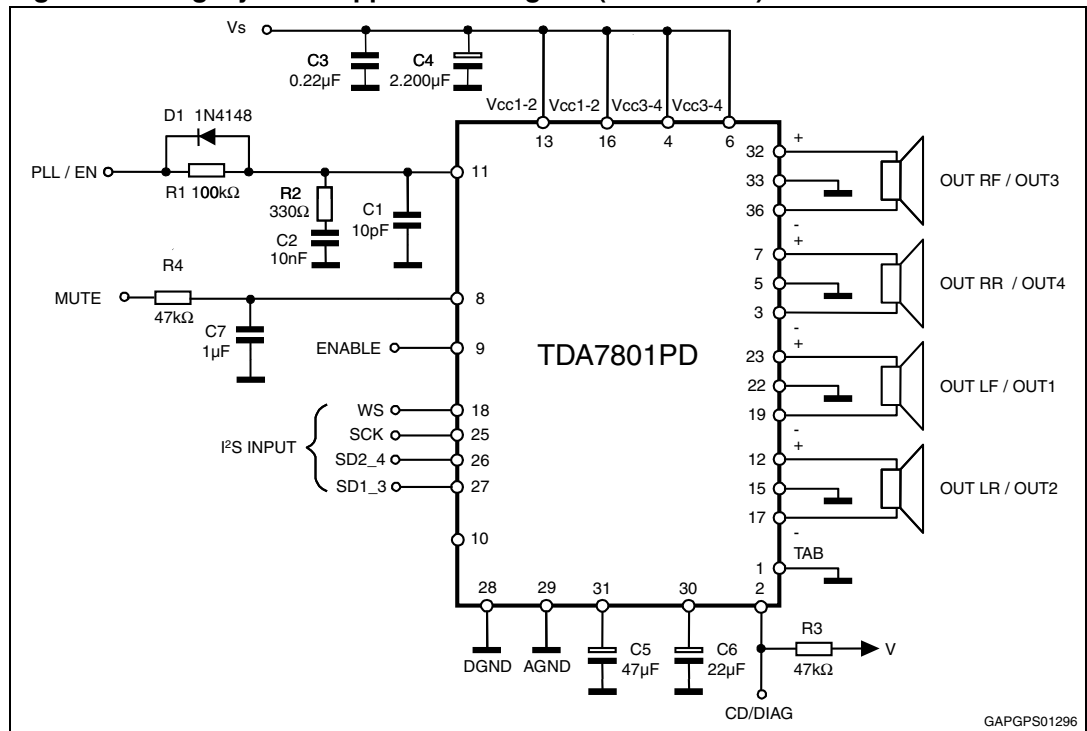 Vs
C3
0.22µF
C4
2.200µF
Vcc1-2 Vcc1-2 Vcc3-4 Vcc3-4
13 16 4 6
D1 1N4148
PLL / EN
R1 100kΩ
R2
330Ω
C2
10nF
C1
10pF
11
R4
MUTE
47kΩ
C7
1µF
8
ENABLE
9
I²S INPUT
WS
18
SCK
25
SD2_4
26
SD1_3
27
10
TDA7801PD
32
+
33
36
-
OUT RF / OUT3
+
7
5
3
-
OUT RR / OUT4
+
23
22
19
-
OUT LF / OUT1
+
12
15
17
-
OUT LR / OUT2
TAB
1
28 29 31 30 2
DGND
AGND
C5
47µF
C6
22µF
R3
47kΩ
V
CD/DIAG
GAPGPS01296